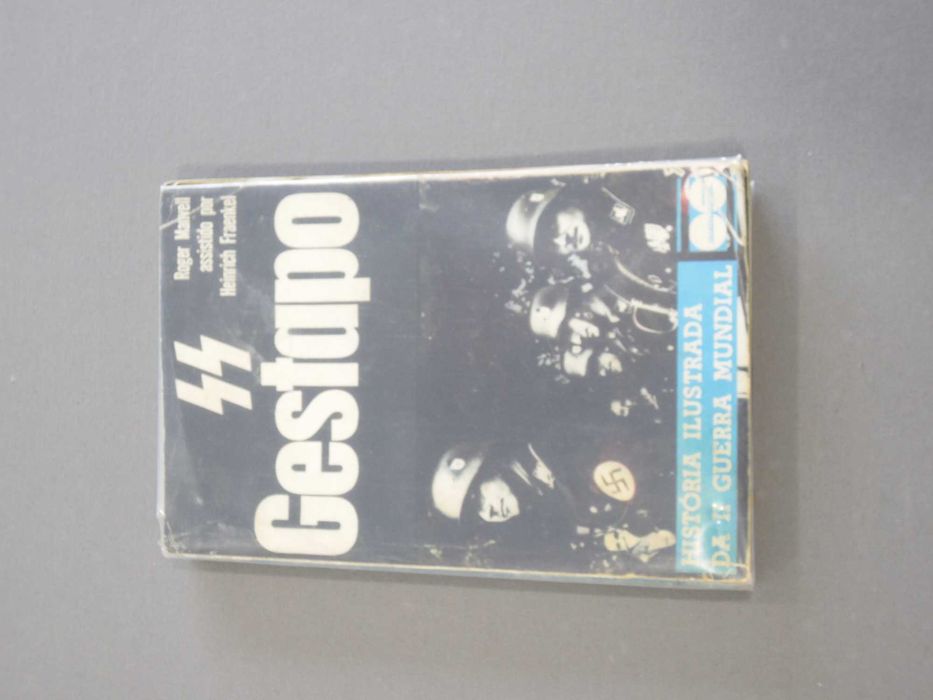 Roger Manvell
assistido por
Heinrich Fraenkel
SS
Gestapo
HISTÓRIA ILUSTRADA
DA II GUERRA MUNDIAL